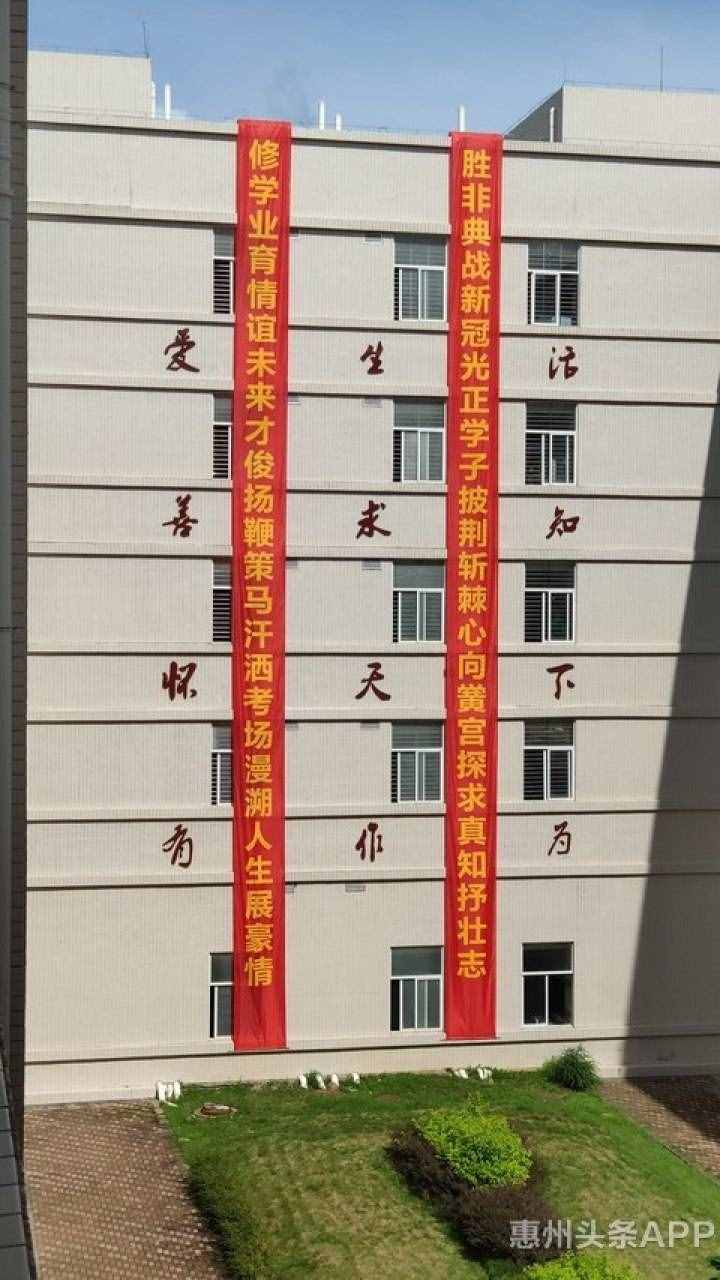 胜非典战新冠光正学子披荆斩棘心向黉宫探求真知抒壮志
修学业育情谊未来才俊扬鞭策马汗洒考场漫溯人生展豪情
爱生活
善求知
怀天下
有作为
惠州头条APP